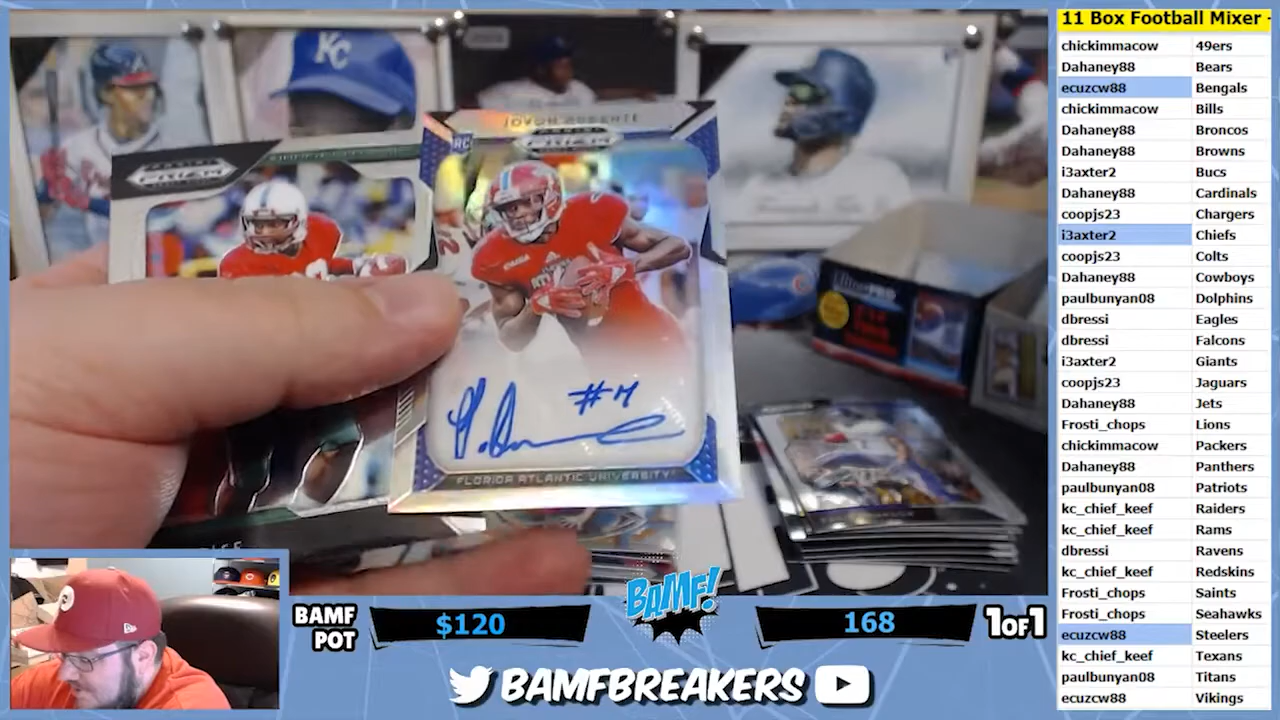 11 Box Football Mixer -
chickimmacow 49ers
Dahaney88 Bears
ecuzcw88 Bengals
chickimmacow Bills
Dahaney88 Broncos
Dahaney88 Browns
i3axter2 Bucs
Dahaney88 Cardinals
coopjs23 Chargers
i3axter2 Chiefs
coopjs23 Colts
Dahaney88 Cowboys
paulbunyan08 Dolphins
dbressi Eagles
dbressi Falcons
i3axter2 Giants
coopjs23 Jaguars
Dahaney88 Jets
Frosti_chops Lions
chickimmacow Packers
Dahaney88 Panthers
paulbunyan08 Patriots
kc_chief_keef Raiders
kc_chief_keef Rams
dbressi Ravens
kc_chief_keef Redskins
Frosti_chops Saints
Frosti_chops Seahawks
ecuzcw88 Steelers
kc_chief_keef Texans
paulbunyan08 Titans
ecuzcw88 Vikings
KC
PRIZM
RC
PRIZM
#14
FLORIDA ATLANTIC UNIVERSITY
BAMF POT
$120
BAMF!
168
1OF1
BAMFBREAKERS